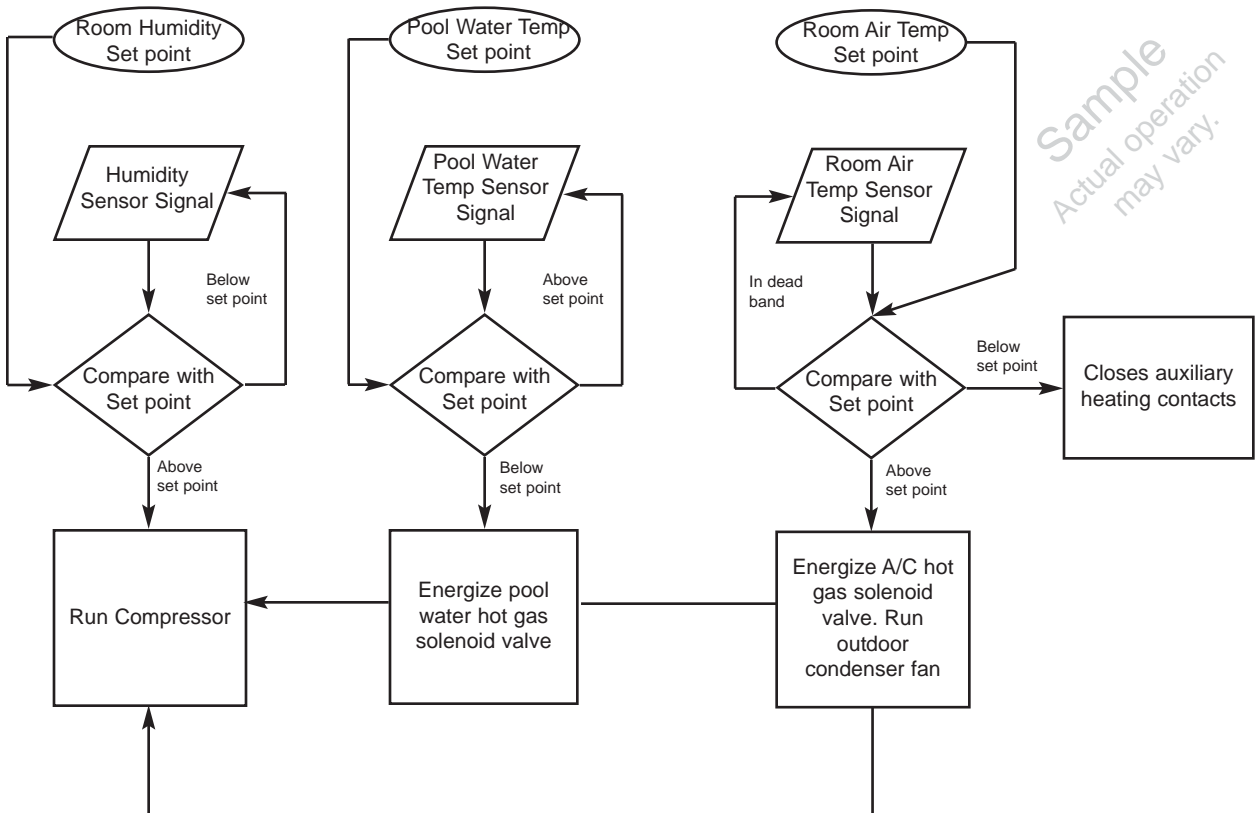 Room Humidity
Set point
Pool Water Temp
Set point
Room Air Temp
Set point
Sample
Actual operation
may vary.
Humidity
Sensor Signal
Pool Water
Temp Sensor
Signal
Room Air
Temp Sensor
Signal
Below
set point
Above
set point
In dead
band
Compare with
Set point
Compare with
Set point
Compare with
Set point
Below
set point
Closes auxiliary
heating contacts
Above
set point
Below
set point
Above
set point
Run Compressor
Energize pool
water hot gas
solenoid valve
Energize A/C hot
gas solenoid
valve. Run
outdoor
condenser fan